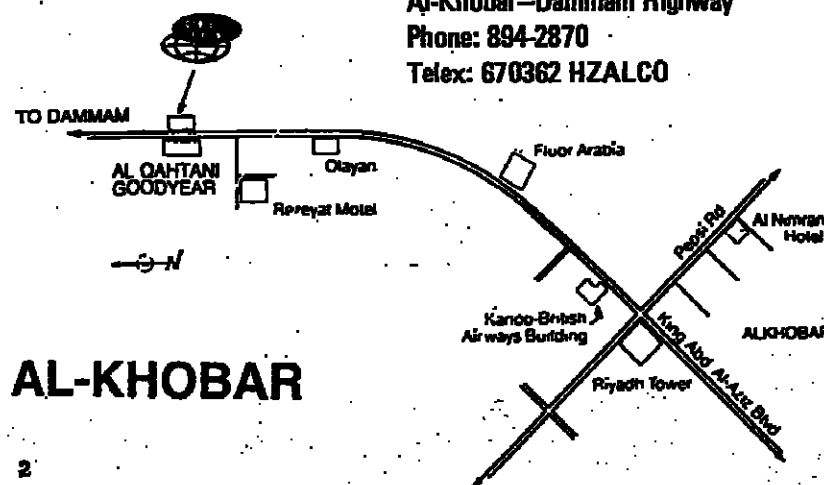 Al-Khobar–Dammam Highway
Phone: 894-2870
Telex: 670362 HZALCO
TO DAMMAM
AL QAHTANI
GOODYEAR
Olayan
Fluor Arabia
Rereyat Motel
Pepsi Rd
Al Nimran
Hotel
N
Kanoo-British
Airways Building
King Abd Al-Aziz Blvd
ALKHOBAR
Riyadh Tower
AL-KHOBAR
2